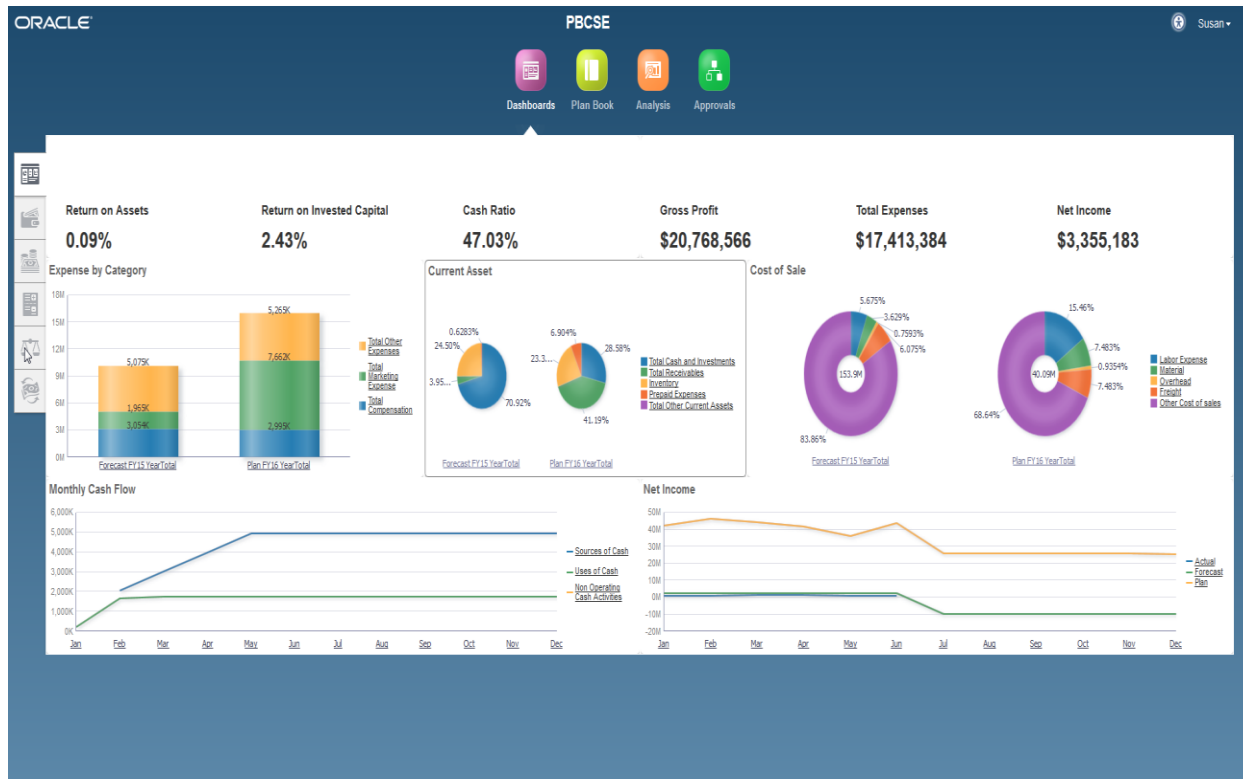 ORACLE
PBCSE
Susan
Dashboards
Plan Book
Analysis
Approvals
Return on Assets
0.09%
Return on Invested Capital
2.43%
Cash Ratio
47.03%
Gross Profit
$20,768,566
Total Expenses
$17,413,384
Net Income
$3,355,183
Expense by Category
18M
15M
12M
9M
6M
3M
0M
5,075K
1,965K
3,054K
5,265K
7,662K
2,995K
Forecast FY15 YearTotal
Plan FY16 YearTotal
Total Other
Expenses
Total
Marketing
Expense
Total
Compensation
Current Asset
0.6283%
24.50%
3.95...
70.92%
6.904%
23.3...
28.58%
41.19%
Forecast FY15 YearTotal
Plan FY16 YearTotal
Total Cash and Investments
Total Receivables
Inventory
Prepaid Expenses
Total Other Current Assets
Cost of Sale
5.675%
3.629%
0.7593%
6.075%
153.9M
83.86%
Forecast FY15 YearTotal
15.46%
7.483%
0.9354%
7.483%
40.09M
68.64%
Plan FY16 YearTotal
Labor Expense
Material
Overhead
Freight
Other Cost of sales
Monthly Cash Flow
6,000K
5,000K
4,000K
3,000K
2,000K
1,000K
0K
Jan Feb Mar Apr May Jun Jul Aug Sep Oct Nov Dec
Sources of Cash
Uses of Cash
Non Operating
Cash Activities
Net Income
50M
40M
30M
20M
10M
0M
-10M
-20M
Jan Feb Mar Apr May Jun Jul Aug Sep Oct Nov Dec
Actual
Forecast
Plan